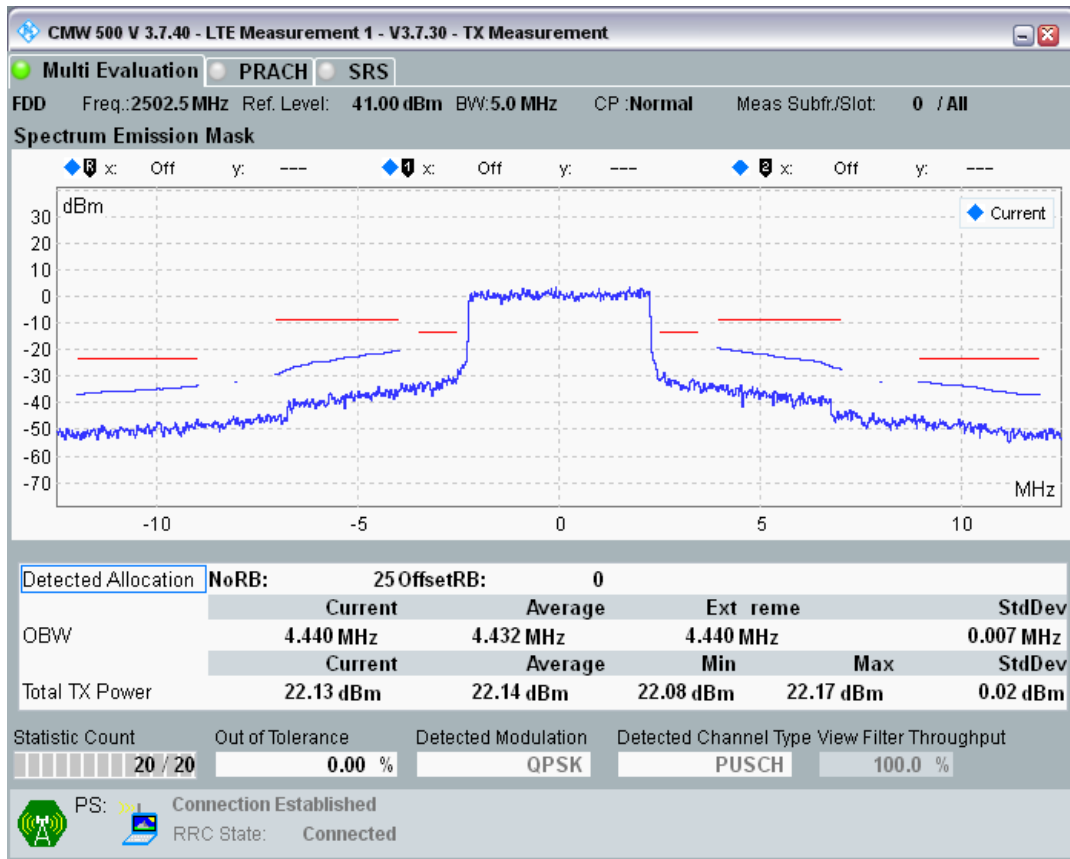 CMW 500 V 3.7.40 - LTE Measurement 1 - V3.7.30 - TX Measurement
Multi Evaluation PRACH SRS
FDD Freq.:2502.5 MHz Ref. Level: 41.00 dBm BW:5.0 MHz CP :Normal Meas Subfr./Slot: 0 / All
Spectrum Emission Mask
R x: Off y: --- 1 x: Off y: --- 2 x: Off y: ---
dBm
Current
30
20
10
0
-10
-20
-30
-40
-50
-60
-70
MHz
-10 -5 0 5 10
Detected Allocation NoRB: 25 OffsetRB: 0
Current Average Ext reme StdDev
OBW 4.440 MHz 4.432 MHz 4.440 MHz 0.007 MHz
Current Average Min Max StdDev
Total TX Power 22.13 dBm 22.14 dBm 22.08 dBm 22.17 dBm 0.02 dBm
Statistic Count Out of Tolerance Detected Modulation Detected Channel Type View Filter Throughput
20 / 20 0.00 % QPSK PUSCH 100.0 %
PS: Connection Established
RRC State: Connected